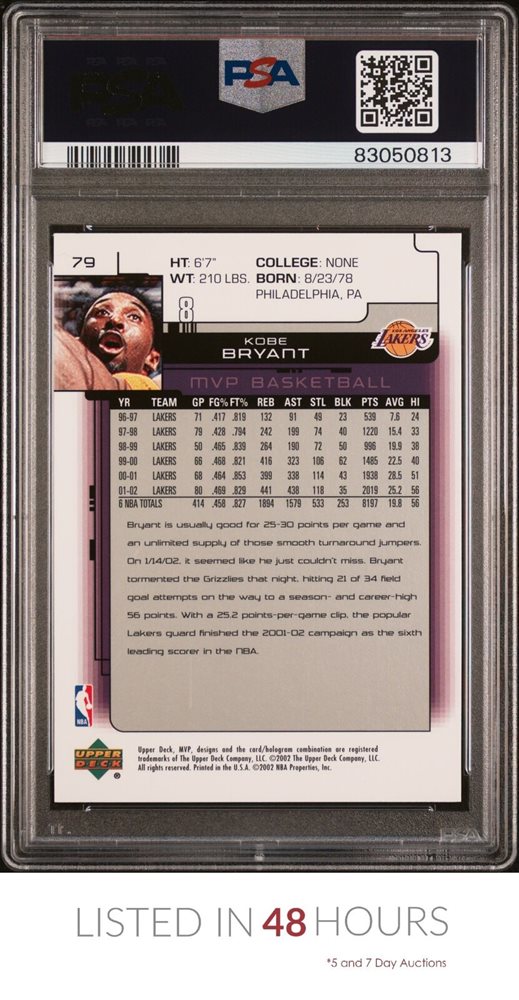 PSA
83050813
79
HT: 6'7" COLLEGE: NONE
WT: 210 LBS. BORN: 8/23/78
PHILADELPHIA, PA
8
KOBE
BRYANT
LOS ANGELES
LAKERS
MVP BASKETBALL
YR TEAM GP FG% FT% REB AST STL BLK PTS AVG HI
96-97 LAKERS 71 .417 .819 132 91 49 23 539 7.6 24
97-98 LAKERS 79 .428 .794 242 199 74 40 1220 15.4 33
98-99 LAKERS 50 .465 .839 264 190 72 50 996 19.9 38
99-00 LAKERS 66 .468 .821 416 323 106 62 1485 22.5 40
00-01 LAKERS 68 .464 .853 399 338 114 43 1938 28.5 51
01-02 LAKERS 80 .469 .829 441 438 118 35 2019 25.2 56
6 NBA TOTALS 414 .458 .827 1894 1579 533 253 8197 19.8 56
Bryant is usually good for 25-30 points per game and
an unlimited supply of those smooth turnaround jumpers.
On 1/14/02, it seemed like he just couldn't miss. Bryant
tormented the Grizzlies that night, hitting 21 of 34 field
goal attempts on the way to a season- and career-high
56 points. With a 25.2 points-per-game clip, the popular
Lakers guard finished the 2001-02 campaign as the sixth
leading scorer in the NBA.
NBA
UPPER
DECK
®
Upper Deck, MVP, designs and the card/hologram combination are registered
trademarks of The Upper Deck Company, LLC. ©2002 The Upper Deck Company, LLC.
All rights reserved. Printed in the U.S.A. ©2002 NBA Properties, Inc.
PSA
LISTED IN 48 HOURS
*5 and 7 Day Auctions